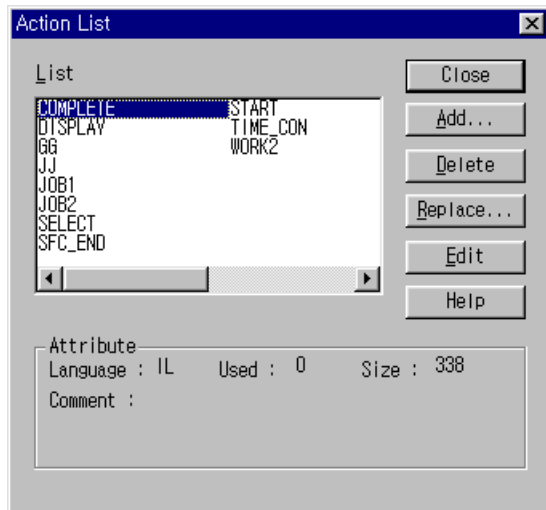 Action List
List
COMPLETE START
DISPLAY TIME_CON
GG WORK2
JJ
JOB1
JOB2
SELECT
SFC_END
Close
Add...
Delete
Replace...
Edit
Help
Attribute
Language : IL Used : 0 Size : 338
Comment :